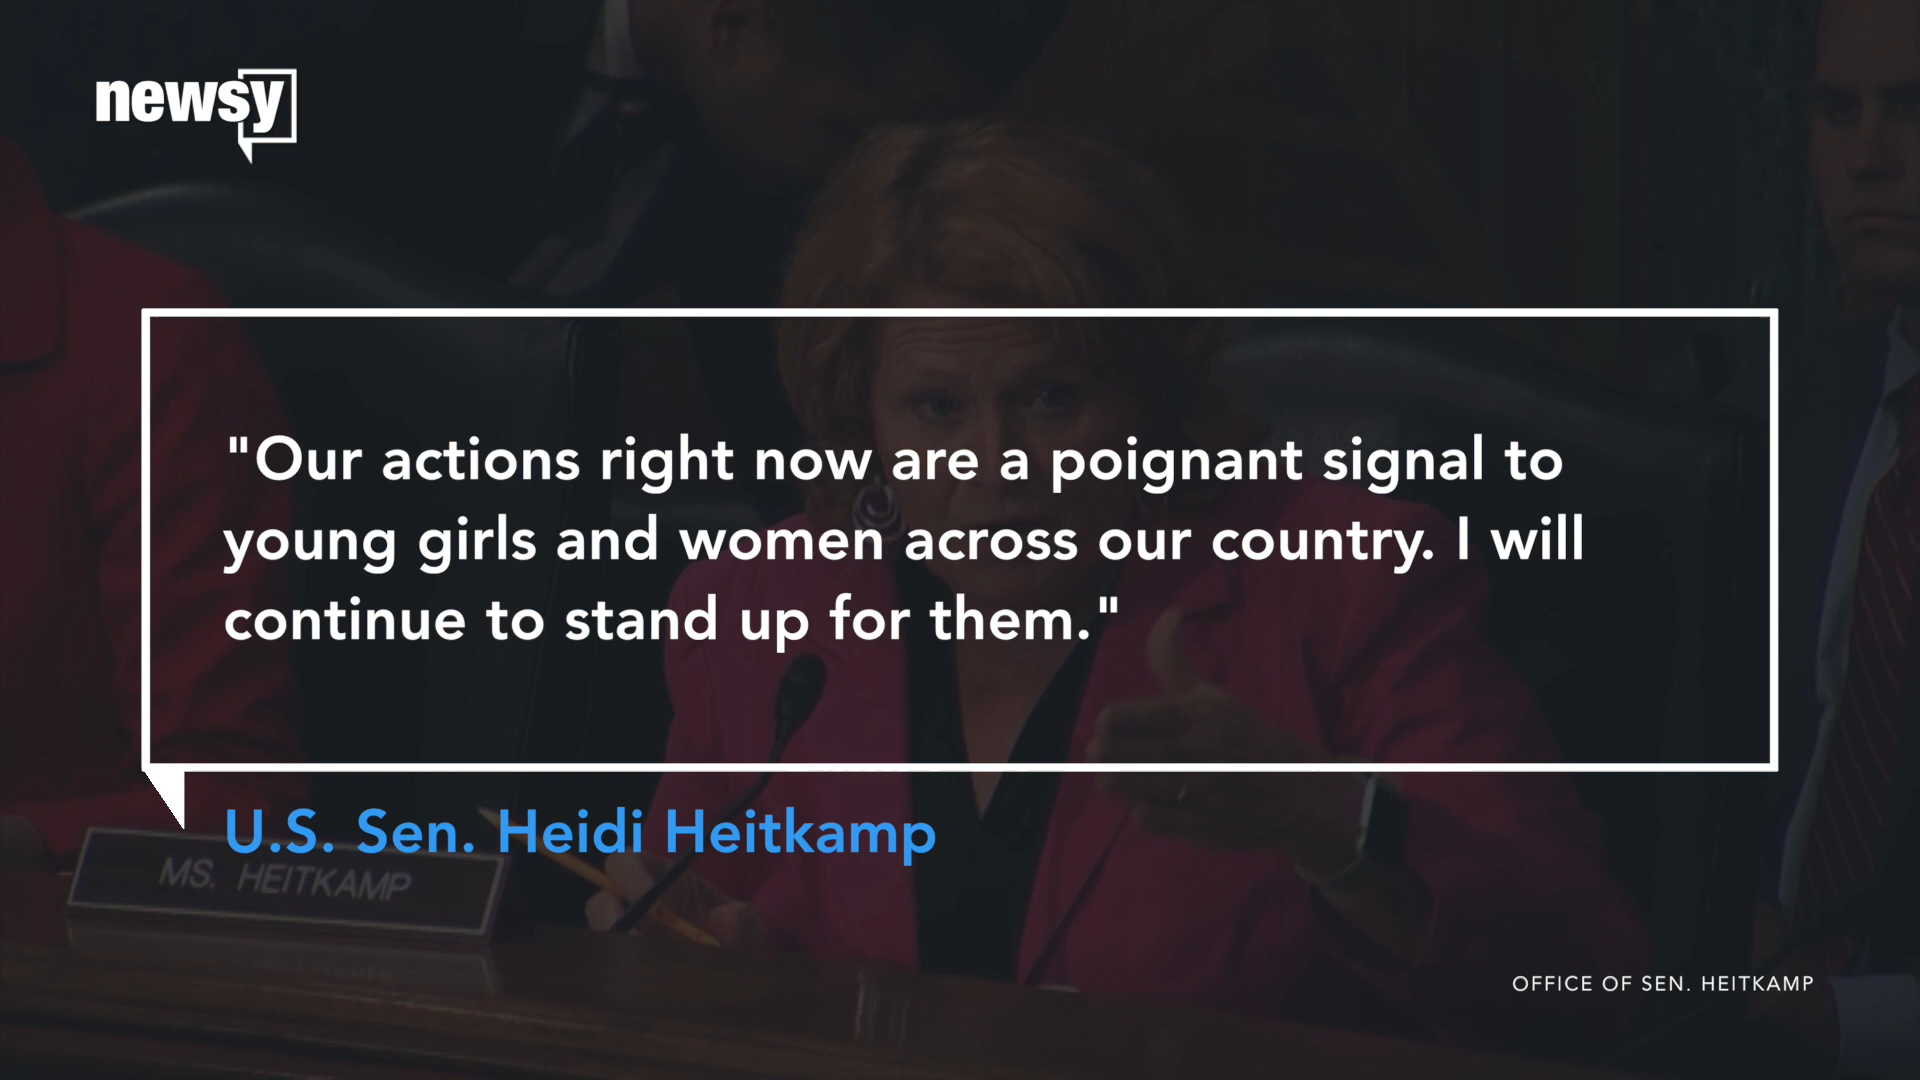 newsy
"Our actions right now are a poignant signal to
young girls and women across our country. I will
continue to stand up for them."
U.S. Sen. Heidi Heitkamp
MS. HEITKAMP
OFFICE OF SEN. HEITKAMP